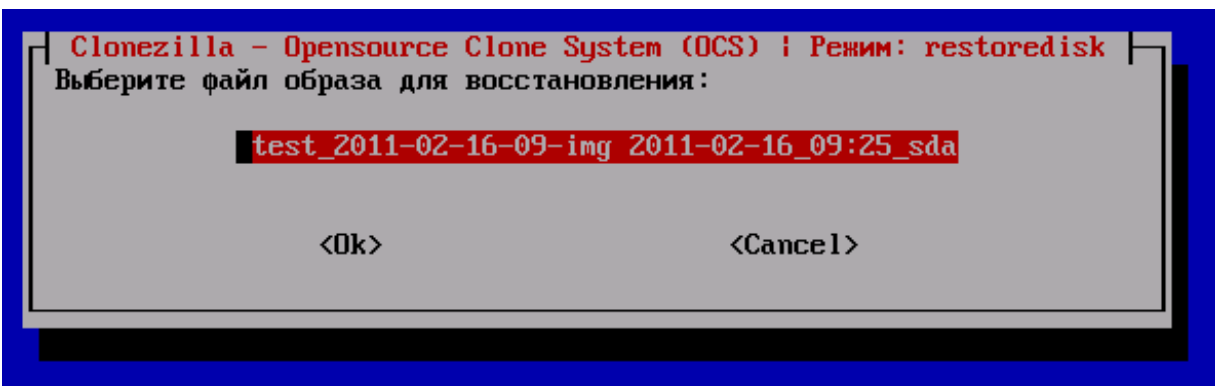 Clonezilla - Opensource Clone System (OCS) | Режим: restoredisk
Выберите файл образа для восстановления:
test_2011-02-16-09-img 2011-02-16_09:25_sda
<Ok> <Cancel>